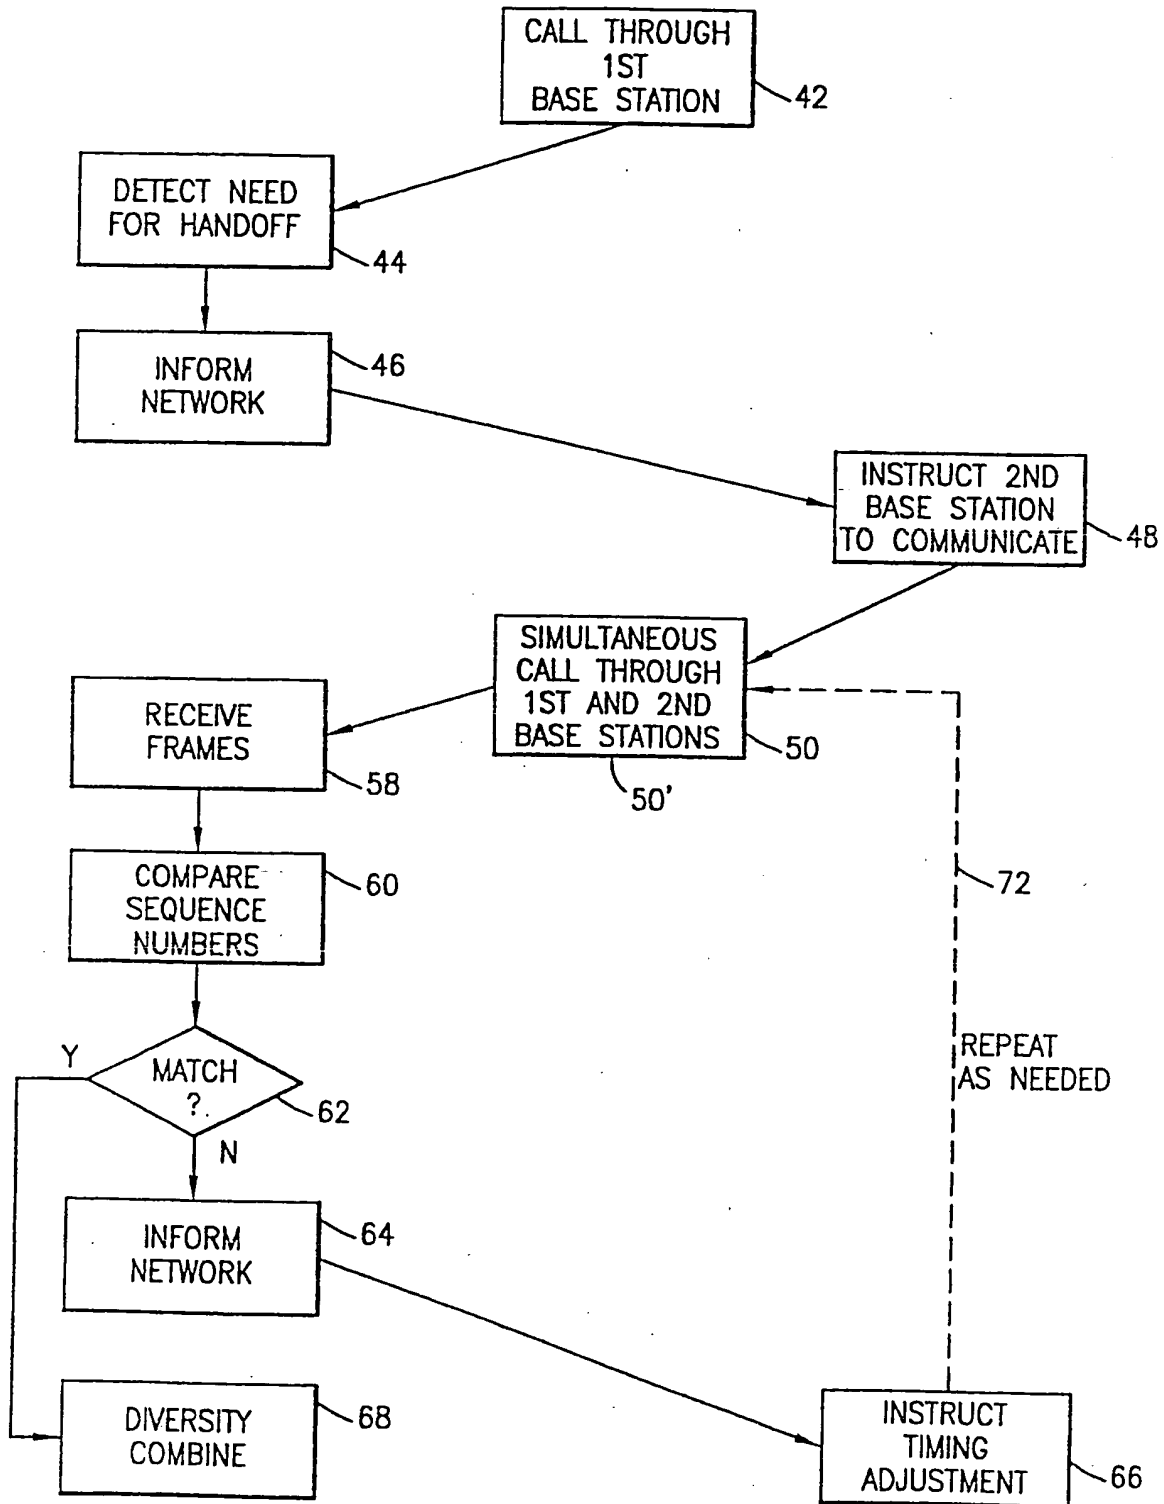 CALL THROUGH
1ST
BASE STATION
42
DETECT NEED
FOR HANDOFF
44
INFORM
NETWORK
46
INSTRUCT 2ND
BASE STATION
TO COMMUNICATE
48
SIMULTANEOUS
CALL THROUGH
1ST AND 2ND
BASE STATIONS
50
50'
RECEIVE
FRAMES
58
COMPARE
SEQUENCE
NUMBERS
60
72
MATCH
?
62
Y
N
REPEAT
AS NEEDED
INFORM
NETWORK
64
DIVERSITY
COMBINE
68
INSTRUCT
TIMING
ADJUSTMENT
66